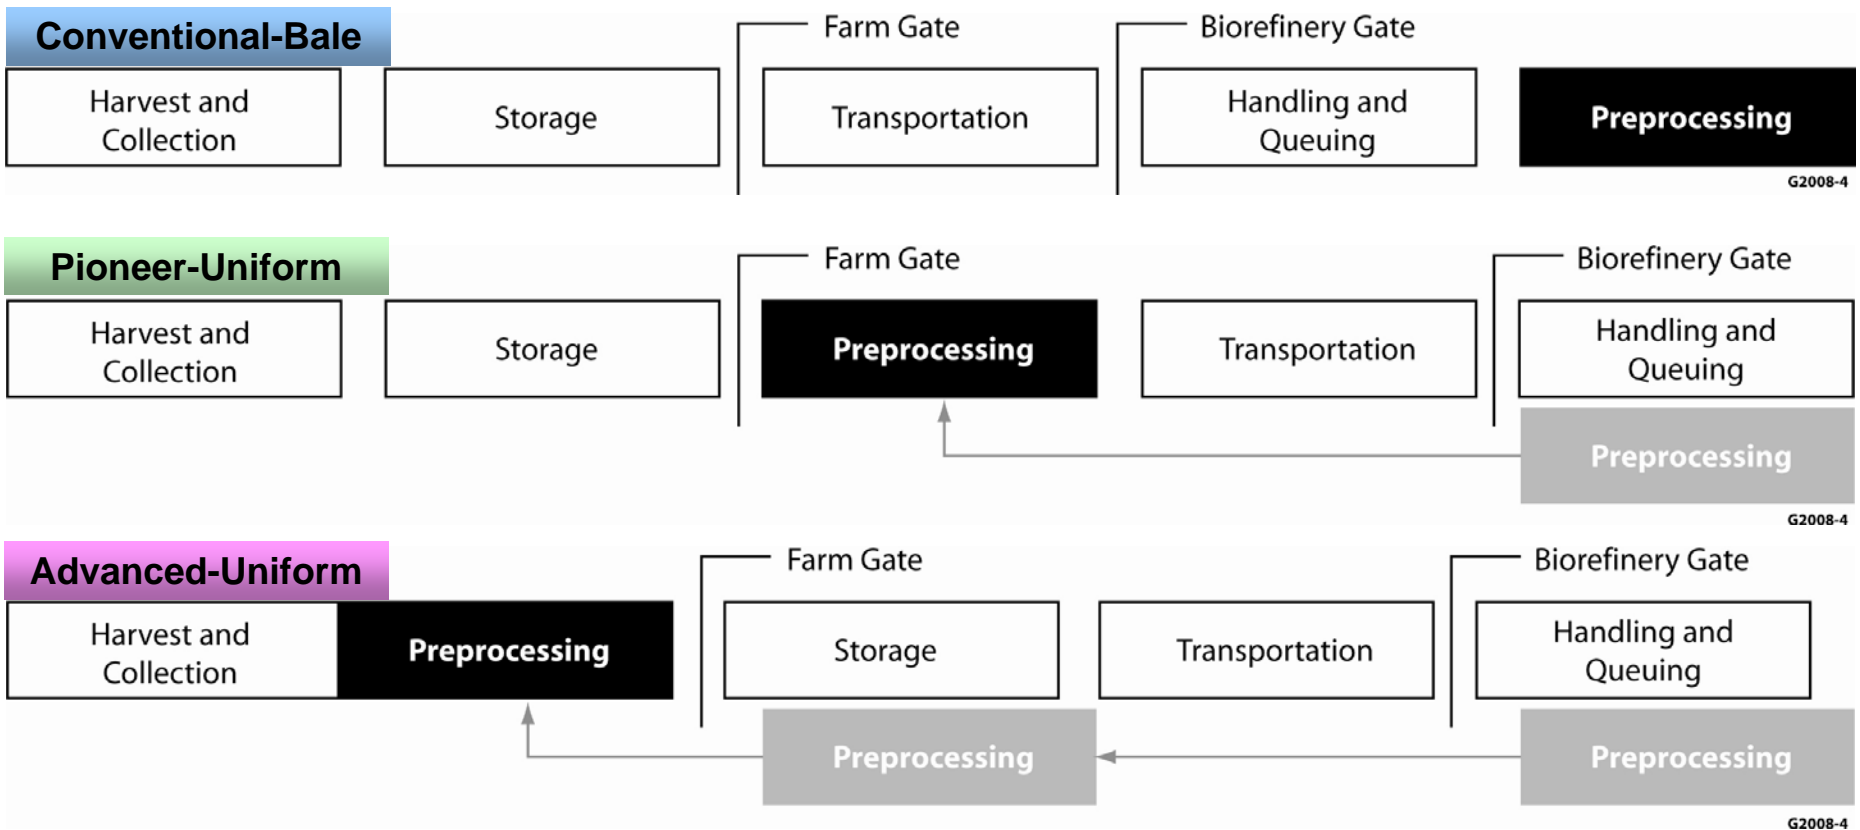 Conventional-Bale
Farm Gate
Biorefinery Gate
Harvest and
Collection
Storage
Transportation
Handling and
Queuing
Preprocessing
G2008-4
Pioneer-Uniform
Farm Gate
Biorefinery Gate
Harvest and
Collection
Storage
Preprocessing
Transportation
Handling and
Queuing
Preprocessing
G2008-4
Advanced-Uniform
Farm Gate
Biorefinery Gate
Harvest and
Collection
Preprocessing
Storage
Transportation
Handling and
Queuing
Preprocessing
Preprocessing
G2008-4